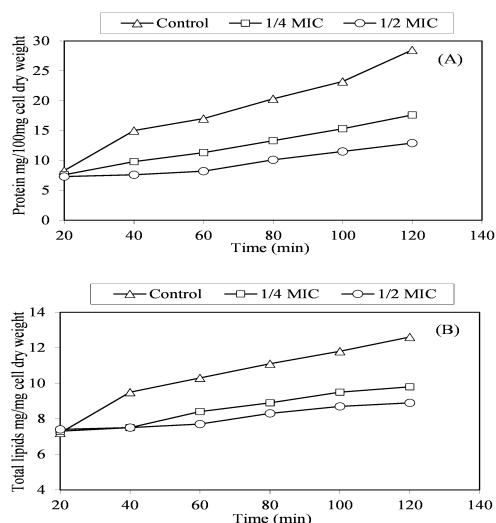 Control 1/4 MIC 1/2 MIC
30
25
20
15
10
5
0
(A)
Protein mg/100mg cell dry weight
20 40 60 80 100 120 140
Time (min)
Control 1/4 MIC 1/2 MIC
14
12
10
8
6
4
(B)
Total lipids mg/mg cell dry weight
20 40 60 80 100 120 140
Time (min)